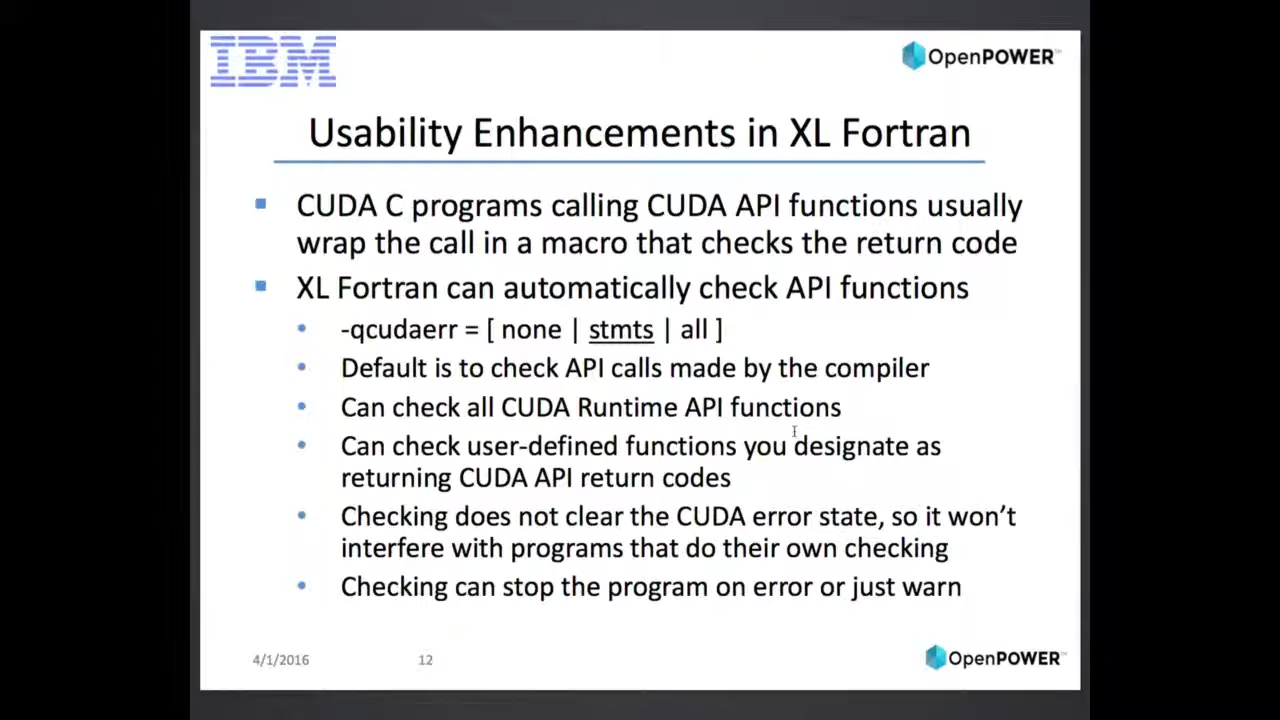 IBM
OpenPOWER™
Usability Enhancements in XL Fortran
CUDA C programs calling CUDA API functions usually
wrap the call in a macro that checks the return code
XL Fortran can automatically check API functions
-qcudaerr = [ none | stmts | all ]
Default is to check API calls made by the compiler
Can check all CUDA Runtime API functions
Can check user-defined functions you designate as
returning CUDA API return codes
Checking does not clear the CUDA error state, so it won’t
interfere with programs that do their own checking
Checking can stop the program on error or just warn
4/1/2016
12
OpenPOWER™